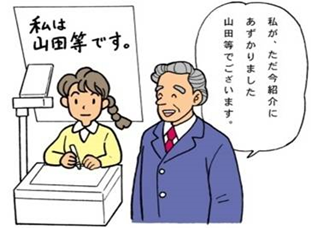 私は
山田等です。
私が、ただ今紹介に
あずかりました
山田等でございます。